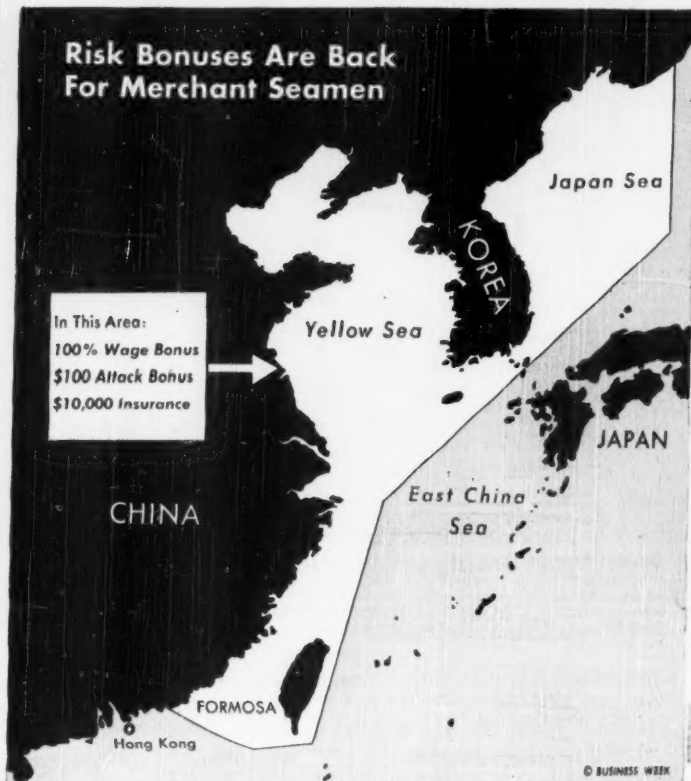 Risk Bonuses Are Back
For Merchant Seamen
Japan Sea
KOREA
In This Area:
100% Wage Bonus
$100 Attack Bonus
$10,000 Insurance
Yellow Sea
JAPAN
East China
Sea
CHINA
FORMOSA
Hong Kong
© BUSINESS WEEK